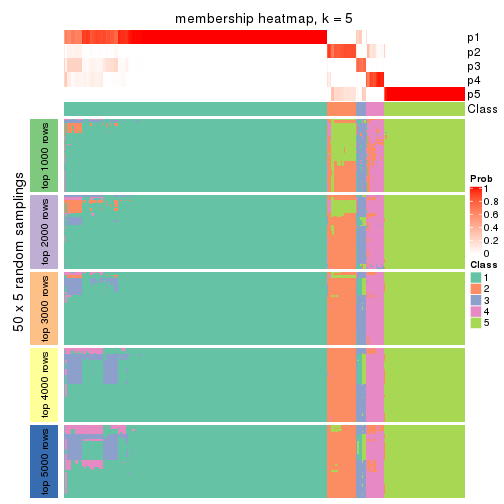 membership heatmap, k = 5
p1
p2
p3
p4
p5
Class
50 x 5 random samplings
top 1000 rows
top 2000 rows
top 3000 rows
top 4000 rows
top 5000 rows
Prob
1
0.8
0.6
0.4
0.2
0
Class
1
2
3
4
5